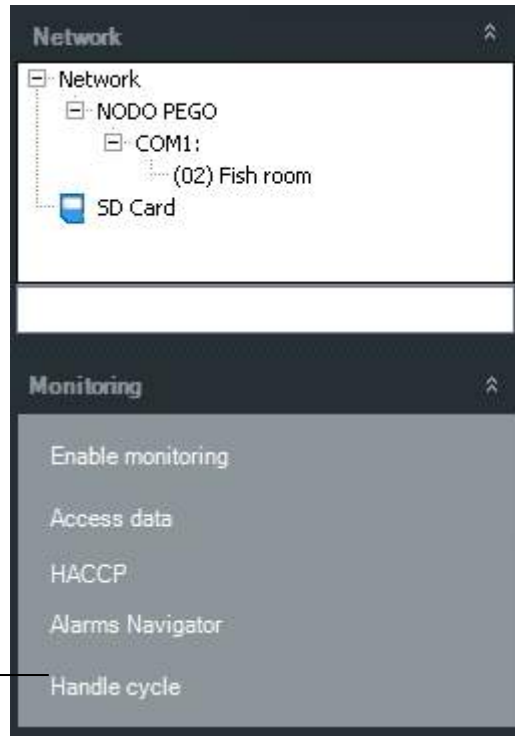 Network
Network
NODO PEGO
COM1:
(02) Fish room
SD Card
Monitoring
Enable monitoring
Access data
HACCP
Alarms Navigator
Handle cycle